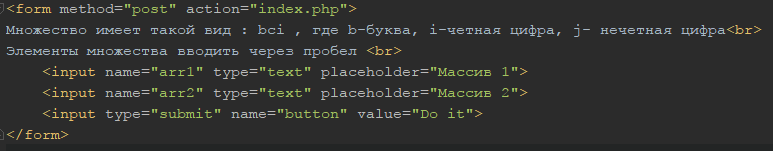 <form method="post" action="index.php">
Множество имеет такой вид : bci , где b-буква, i-четная цифра, j- нечетная цифра<br>
Элементы множества вводить через пробел <br>
<input name="arr1" type="text" placeholder="Массив 1">
<input name="arr2" type="text" placeholder="Массив 2">
<input type="submit" name="button" value="Do it">
</form>